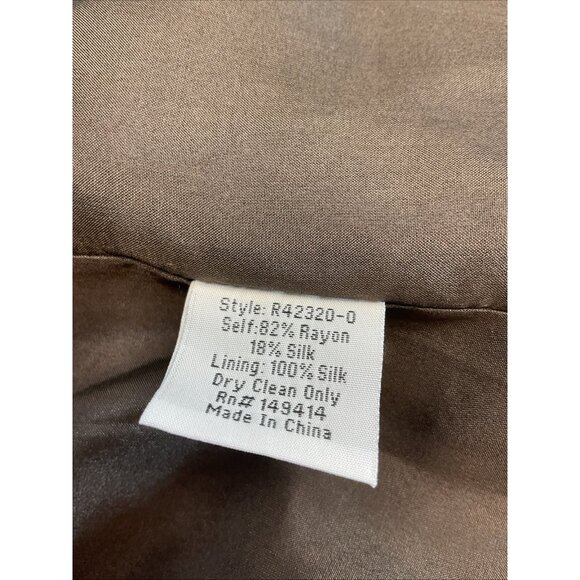 Style: R42320-0
Self:82% Rayon
18% Silk
Lining: 100% Silk
Dry Clean Only
Rn# 149414
Made In China